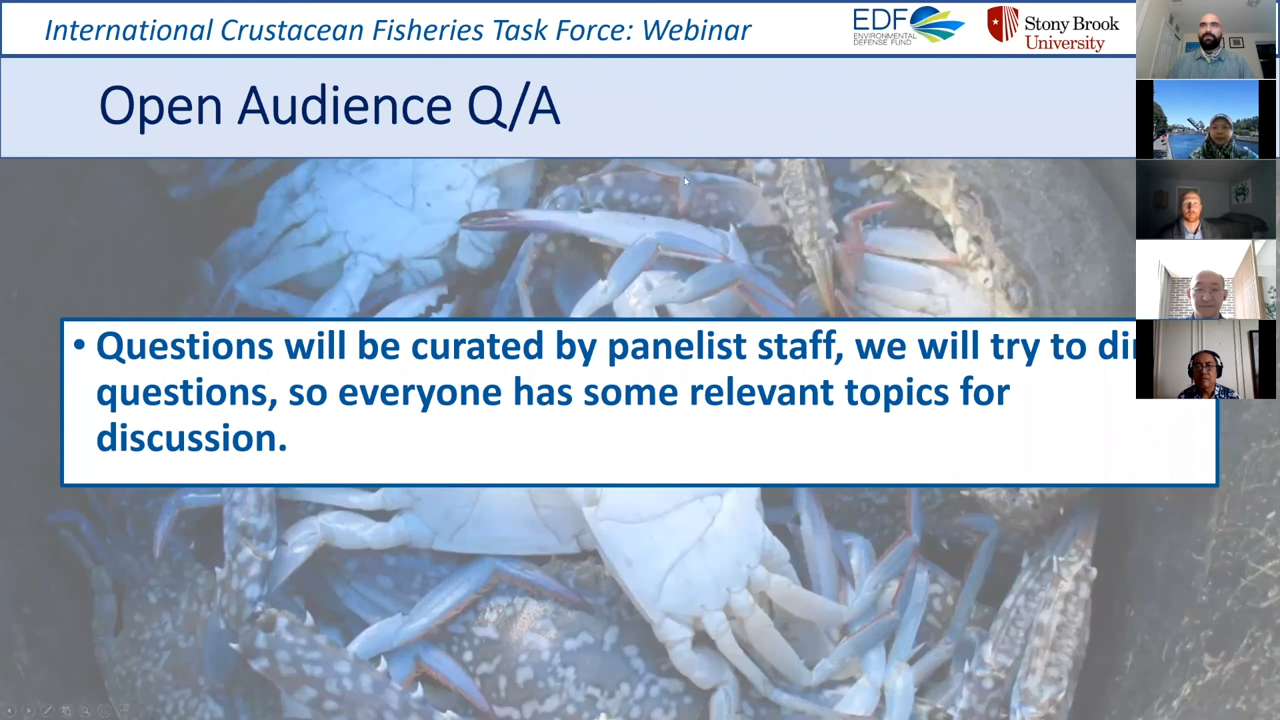 International Crustacean Fisheries Task Force: Webinar
EDF
ENVIRONMENTAL
DEFENSE FUND
Stony Brook
University
Open Audience Q/A
• Questions will be curated by panelist staff, we will try to
questions, so everyone has some relevant topics for
discussion.